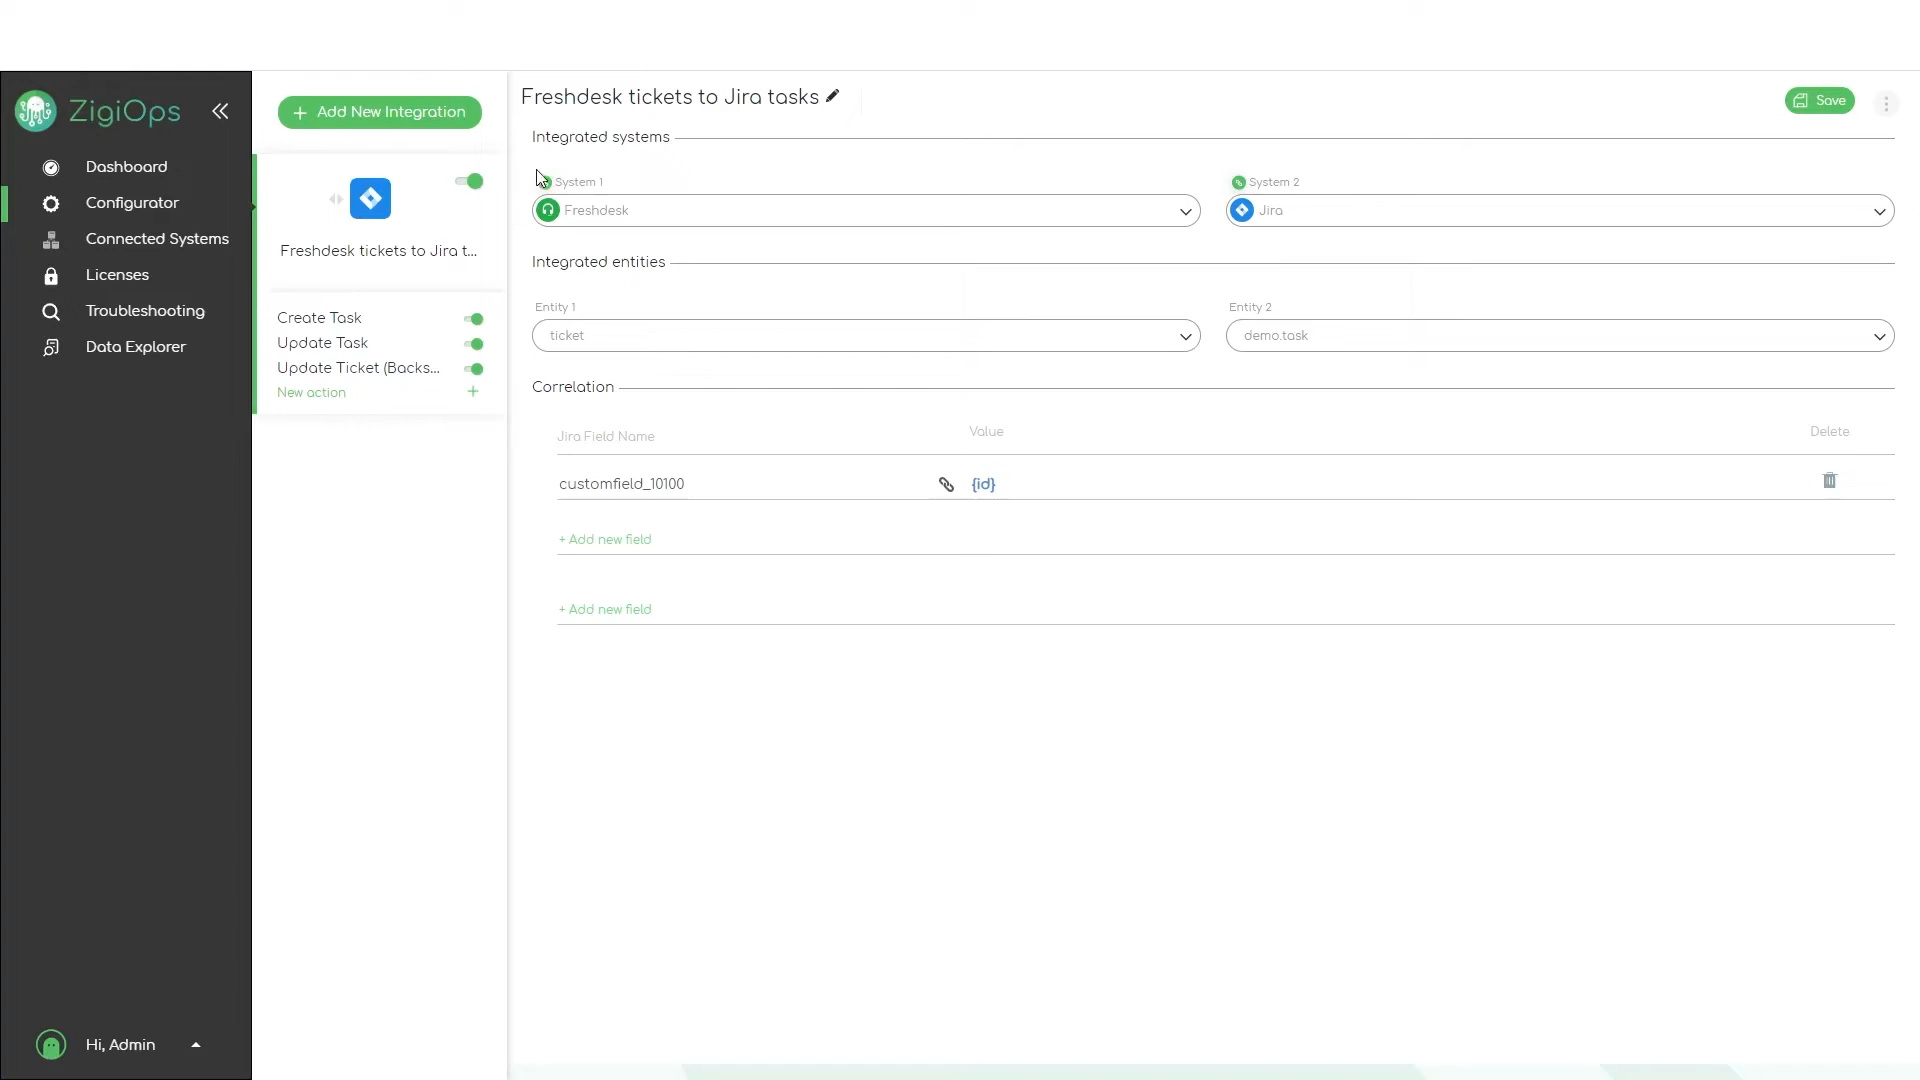 ZigiOps
Dashboard
Configurator
Connected Systems
Licenses
Troubleshooting
Data Explorer
Hi, Admin
+ Add New Integration
Freshdesk tickets to Jira t...
Create Task
Update Task
Update Ticket (Backs...
New action +
Freshdesk tickets to Jira tasks
Save
Integrated systems
System 1
System 2
Freshdesk
Jira
Integrated entities
Entity 1
Entity 2
ticket
demo.task
Correlation
Jira Field Name
Value
Delete
customfield_10100
{id}
+ Add new field
+ Add new field